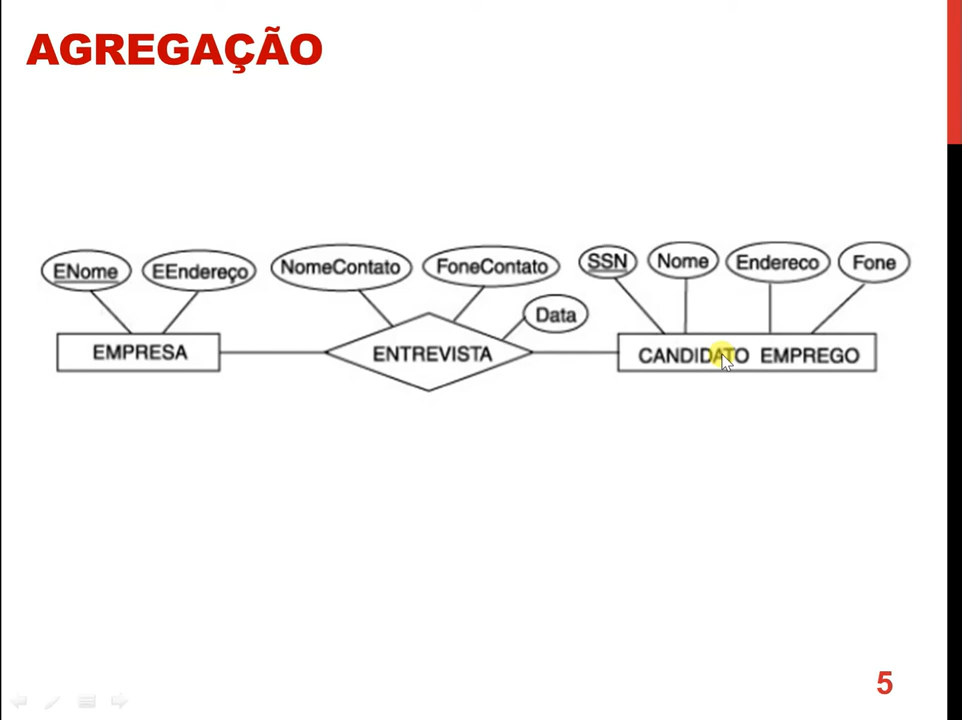 AGREGAÇÃO
ENome EEndereço NomeContato FoneContato SSN Nome Endereco Fone
Data
EMPRESA ENTREVISTA CANDIDATO EMPREGO
5